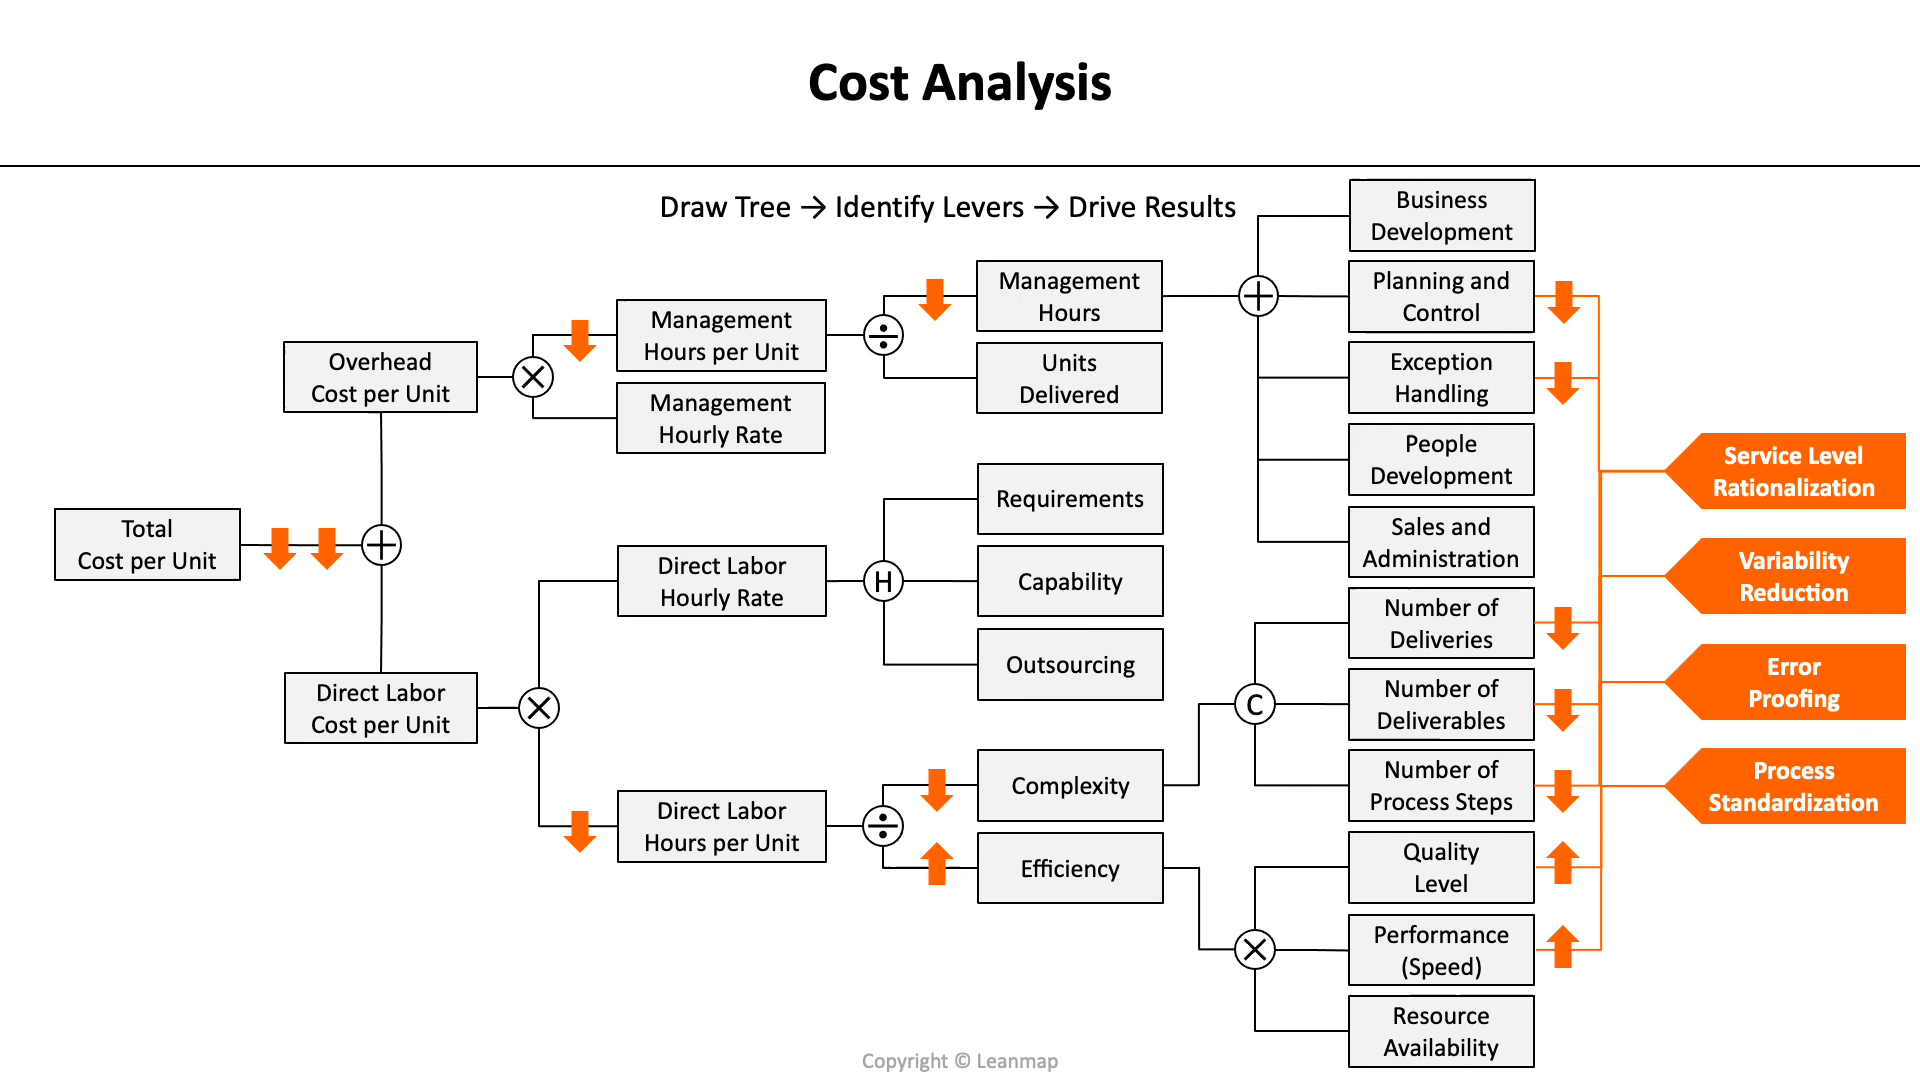 Cost Analysis
Draw Tree → Identify Levers → Drive Results
Total
Cost per Unit
Overhead
Cost per Unit
Direct Labor
Cost per Unit
Management
Hours per Unit
Management
Hourly Rate
Direct Labor
Hourly Rate
Direct Labor
Hours per Unit
Management
Hours
Units
Delivered
H
Requirements
Capability
Outsourcing
Complexity
Efficiency
C
Business
Development
Planning and
Control
Exception
Handling
People
Development
Sales and
Administration
Number of
Deliveries
Number of
Deliverables
Number of
Process Steps
Quality
Level
Performance
(Speed)
Resource
Availability
Service Level
Rationalization
Variability
Reduction
Error
Proofing
Process
Standardization
Copyright © Leanmap